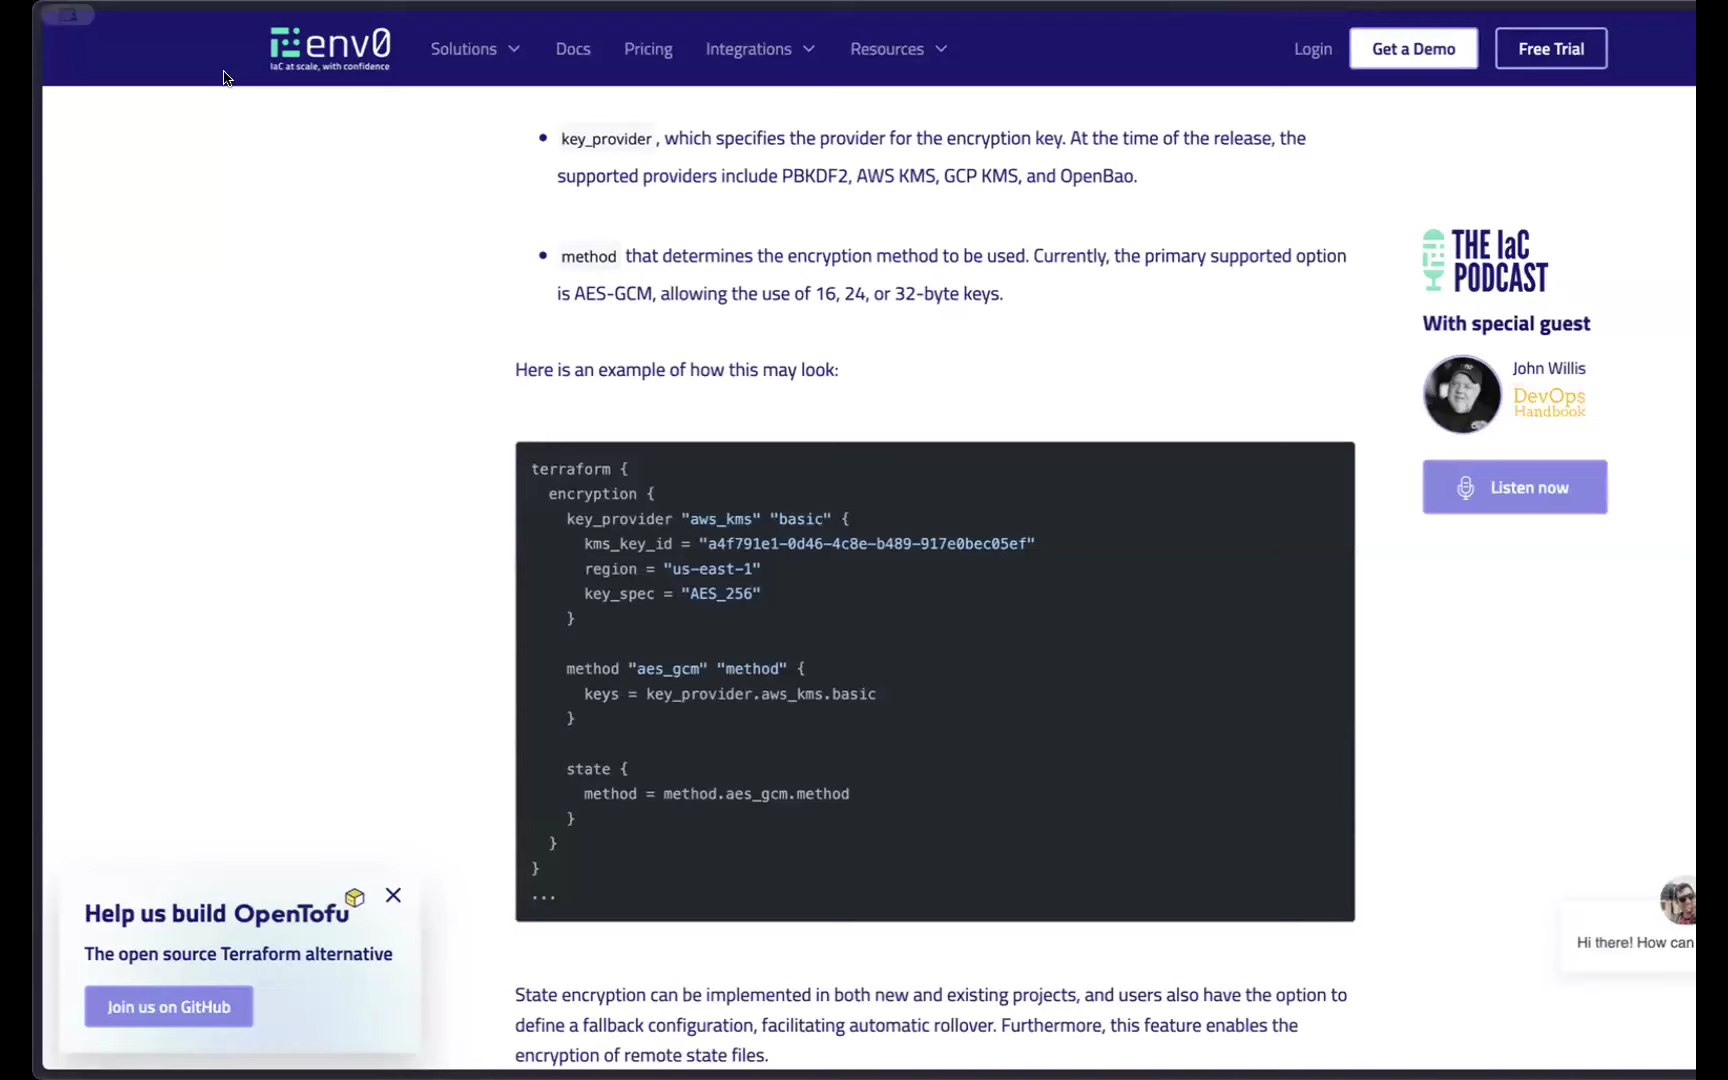 env0
IaC at scale, with confidence
Solutions
Docs
Pricing
Integrations
Resources
Login
Get a Demo
Free Trial
key_provider , which specifies the provider for the encryption key. At the time of the release, the
supported providers include PBKDF2, AWS KMS, GCP KMS, and OpenBao.
method that determines the encryption method to be used. Currently, the primary supported option
is AES-GCM, allowing the use of 16, 24, or 32-byte keys.
Here is an example of how this may look:
terraform {
encryption {
key_provider "aws_kms" "basic" {
kms_key_id = "a4f791e1-0d46-4c8e-b489-917e0bec05ef"
region = "us-east-1"
key_spec = "AES_256"
}
method "aes_gcm" "method" {
keys = key_provider.aws_kms.basic
}
state {
method = method.aes_gcm.method
}
}
}
...
State encryption can be implemented in both new and existing projects, and users also have the option to
define a fallback configuration, facilitating automatic rollover. Furthermore, this feature enables the
encryption of remote state files.
THE IaC
PODCAST
With special guest
John Willis
DevOps
Handbook
Listen now
Help us build OpenTofu
The open source Terraform alternative
Join us on GitHub
Hi there! How can